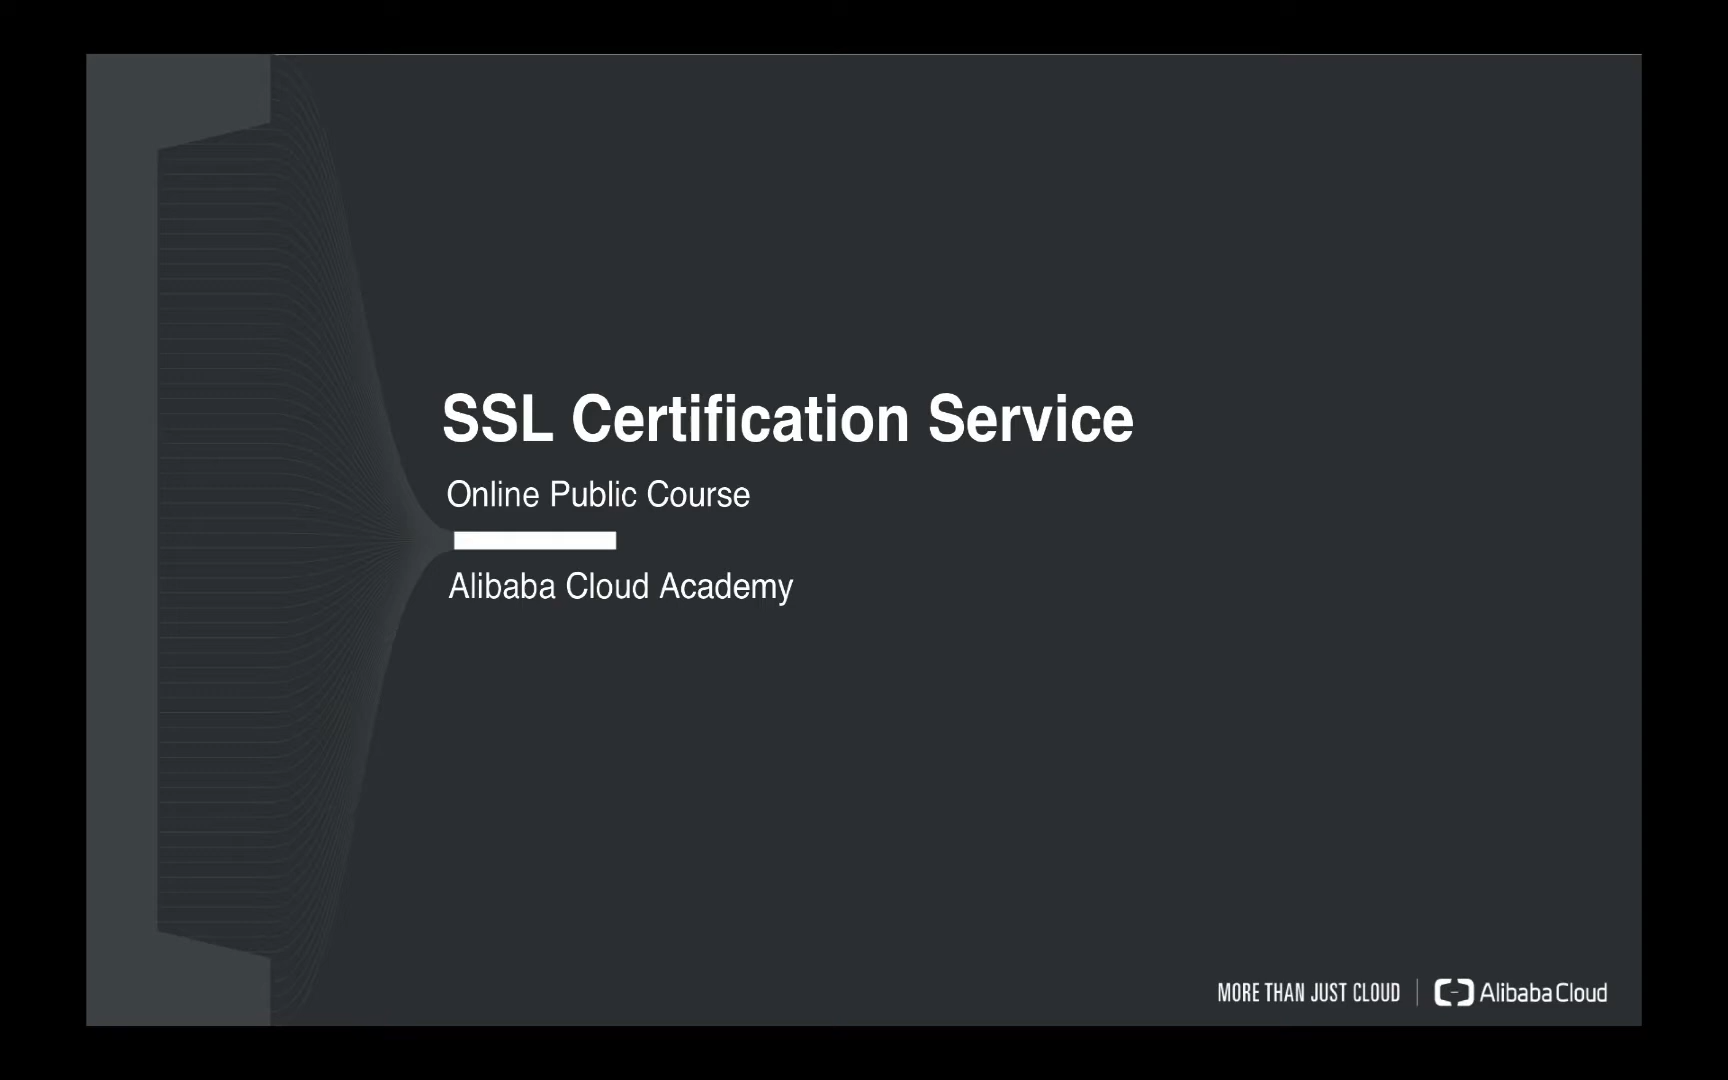 SSL Certification Service
Online Public Course
Alibaba Cloud Academy
MORE THAN JUST CLOUD | Alibaba Cloud